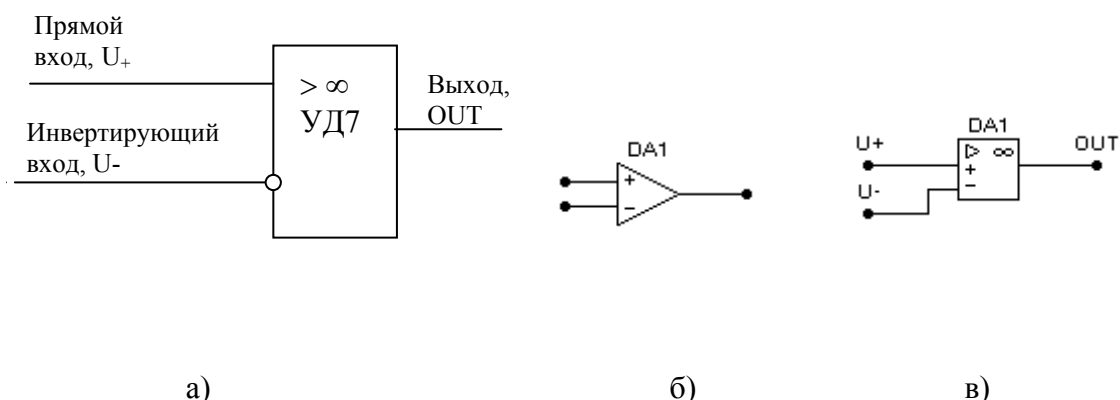 Прямой
вход, U+
> ∞
УД7
Выход,
OUT
Инвертирующий
вход, U-
DA1
+
−
DA1
U+
OUT
▷ ∞
+
−
U-
а)
б)
в)